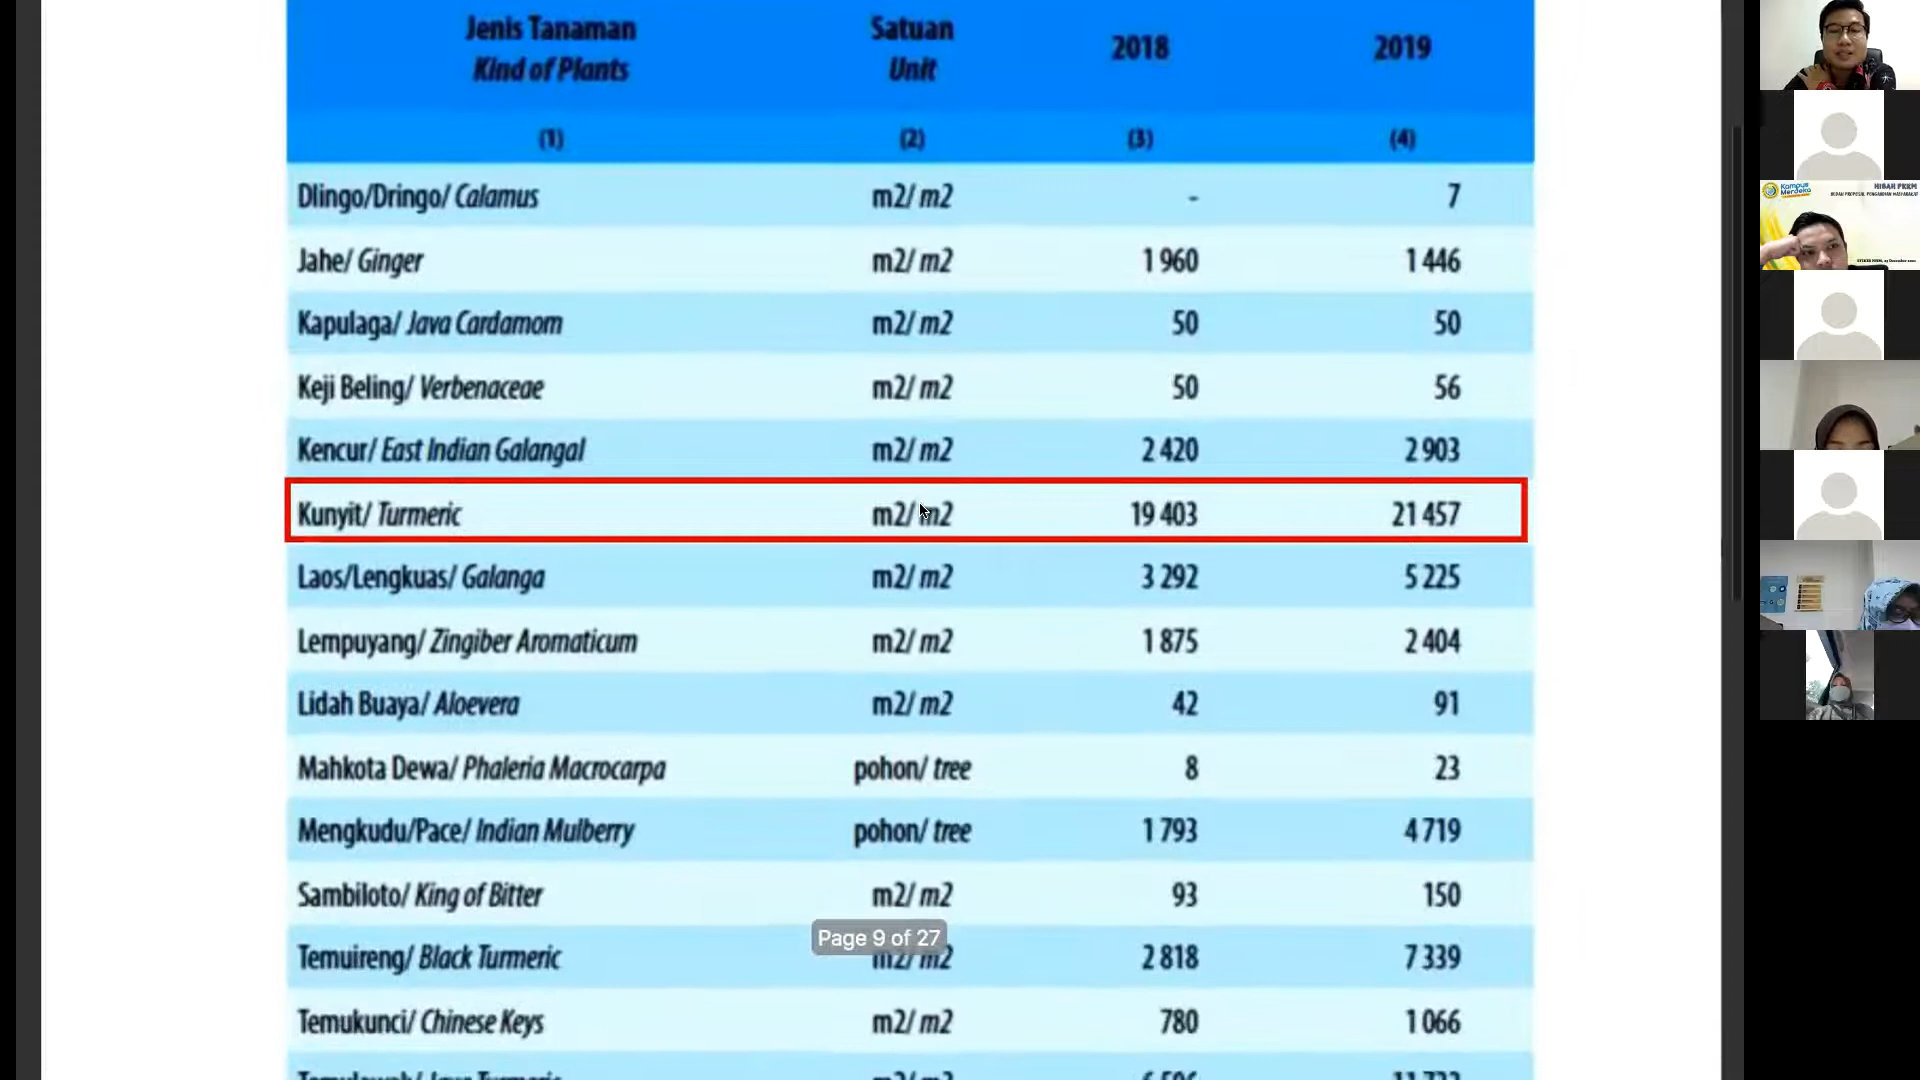 Jenis Tanaman Satuan 2018 2019
Kind of Plants Unit
(1) (2) (3) (4)
Dlingo/Dringo/ Calamus m2/ m2 - 7
Jahe/ Ginger m2/ m2 1 960 1 446
Kapulaga/ Java Cardamom m2/ m2 50 50
Keji Beling/ Verbenaceae m2/ m2 50 56
Kencur/ East Indian Galangal m2/ m2 2 420 2 903
Kunyit/ Turmeric m2/ m2 19 403 21 457
Laos/Lengkuas/ Galanga m2/ m2 3 292 5 225
Lempuyang/ Zingiber Aromaticum m2/ m2 1 875 2 404
Lidah Buaya/ Aloevera m2/ m2 42 91
Mahkota Dewa/ Phaleria Macrocarpa pohon/ tree 8 23
Mengkudu/Pace/ Indian Mulberry pohon/ tree 1 793 4 719
Sambiloto/ King of Bitter m2/ m2 93 150
Page 9 of 27
Temuireng/ Black Turmeric m2/ m2 2 818 7 339
Temukunci/ Chinese Keys m2/ m2 780 1 066
Kampus
Merdeka
HIBAH PKKM